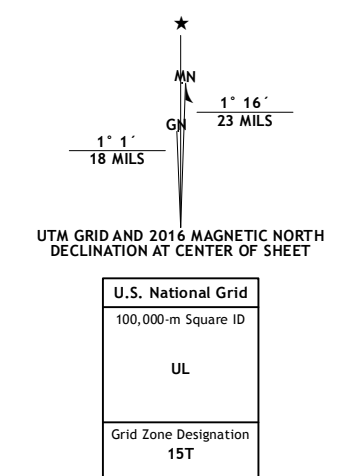 MN
1° 16´
23 MILS
GN
1° 1´
18 MILS
UTM GRID AND 2016 MAGNETIC NORTH
DECLINATION AT CENTER OF SHEET
U.S. National Grid
100,000-m Square ID
UL
Grid Zone Designation
15T